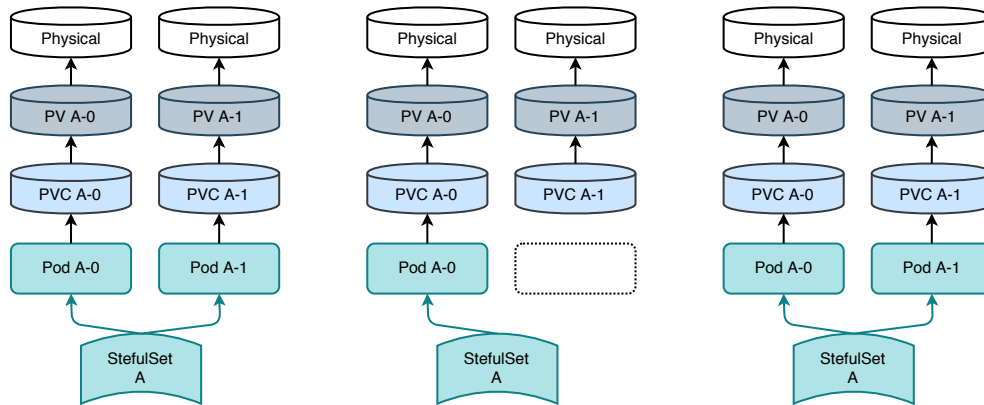 Physical
Physical
PV A-0
PV A-1
PVC A-0
PVC A-1
Pod A-0
Pod A-1
StefulSet
A
Physical
Physical
PV A-0
PV A-1
PVC A-0
PVC A-1
Pod A-0
StefulSet
A
Physical
Physical
PV A-0
PV A-1
PVC A-0
PVC A-1
Pod A-0
Pod A-1
StefulSet
A